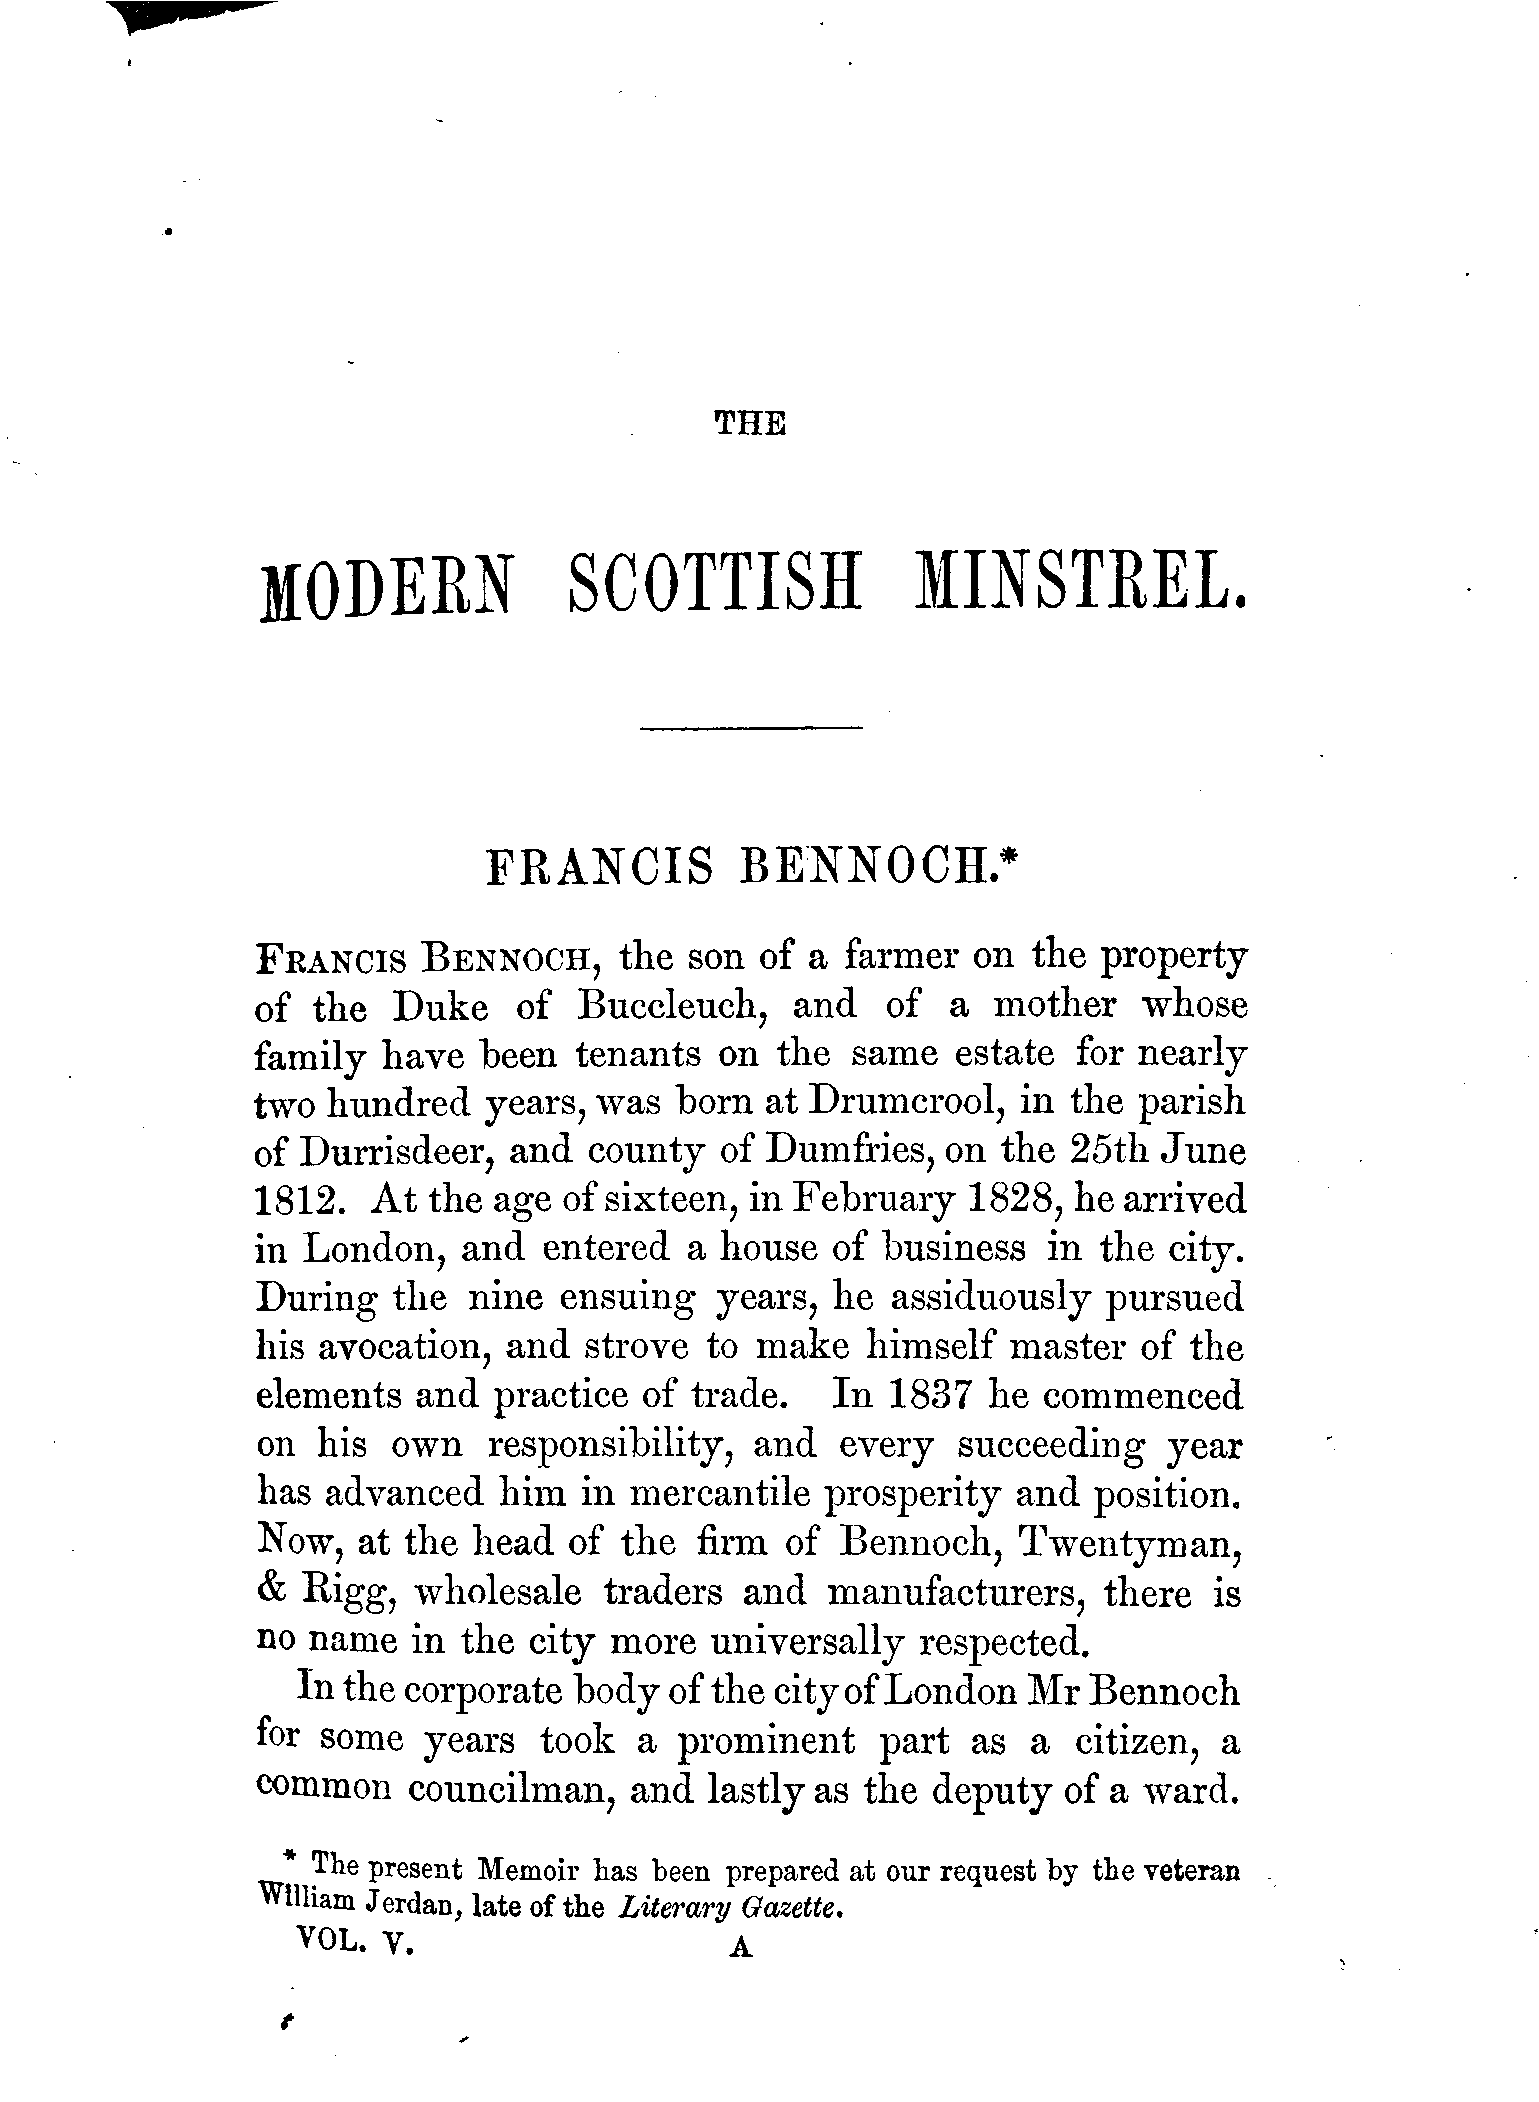 THE
MODERN SCOTTISH MINSTREL.
FRANCIS BENNOCH.*
FRANCIS BENNOCH, the son of a farmer on the property
of the Duke of Buccleuch, and of a mother whose
family have been tenants on the same estate for nearly
two hundred years, was born at Drumcrool, in the parish
of Durrisdeer, and county of Dumfries, on the 25th June
1812. At the age of sixteen, in February 1828, he arrived
in London, and entered a house of business in the city.
During the nine ensuing years, he assiduously pursued
his avocation, and strove to make himself master of the
elements and practice of trade. In 1837 he commenced
on his own responsibility, and every succeeding year
has advanced him in mercantile prosperity and position.
Now, at the head of the firm of Bennoch, Twentyman,
& Rigg, wholesale traders and manufacturers, there is
no name in the city more universally respected.
In the corporate body of the city of London Mr Bennoch
for some years took a prominent part as a citizen, a
common councilman, and lastly as the deputy of a ward.
* The present Memoir has been prepared at our request by the veteran
William Jerdan, late of the Literary Gazette.
VOL. V. A